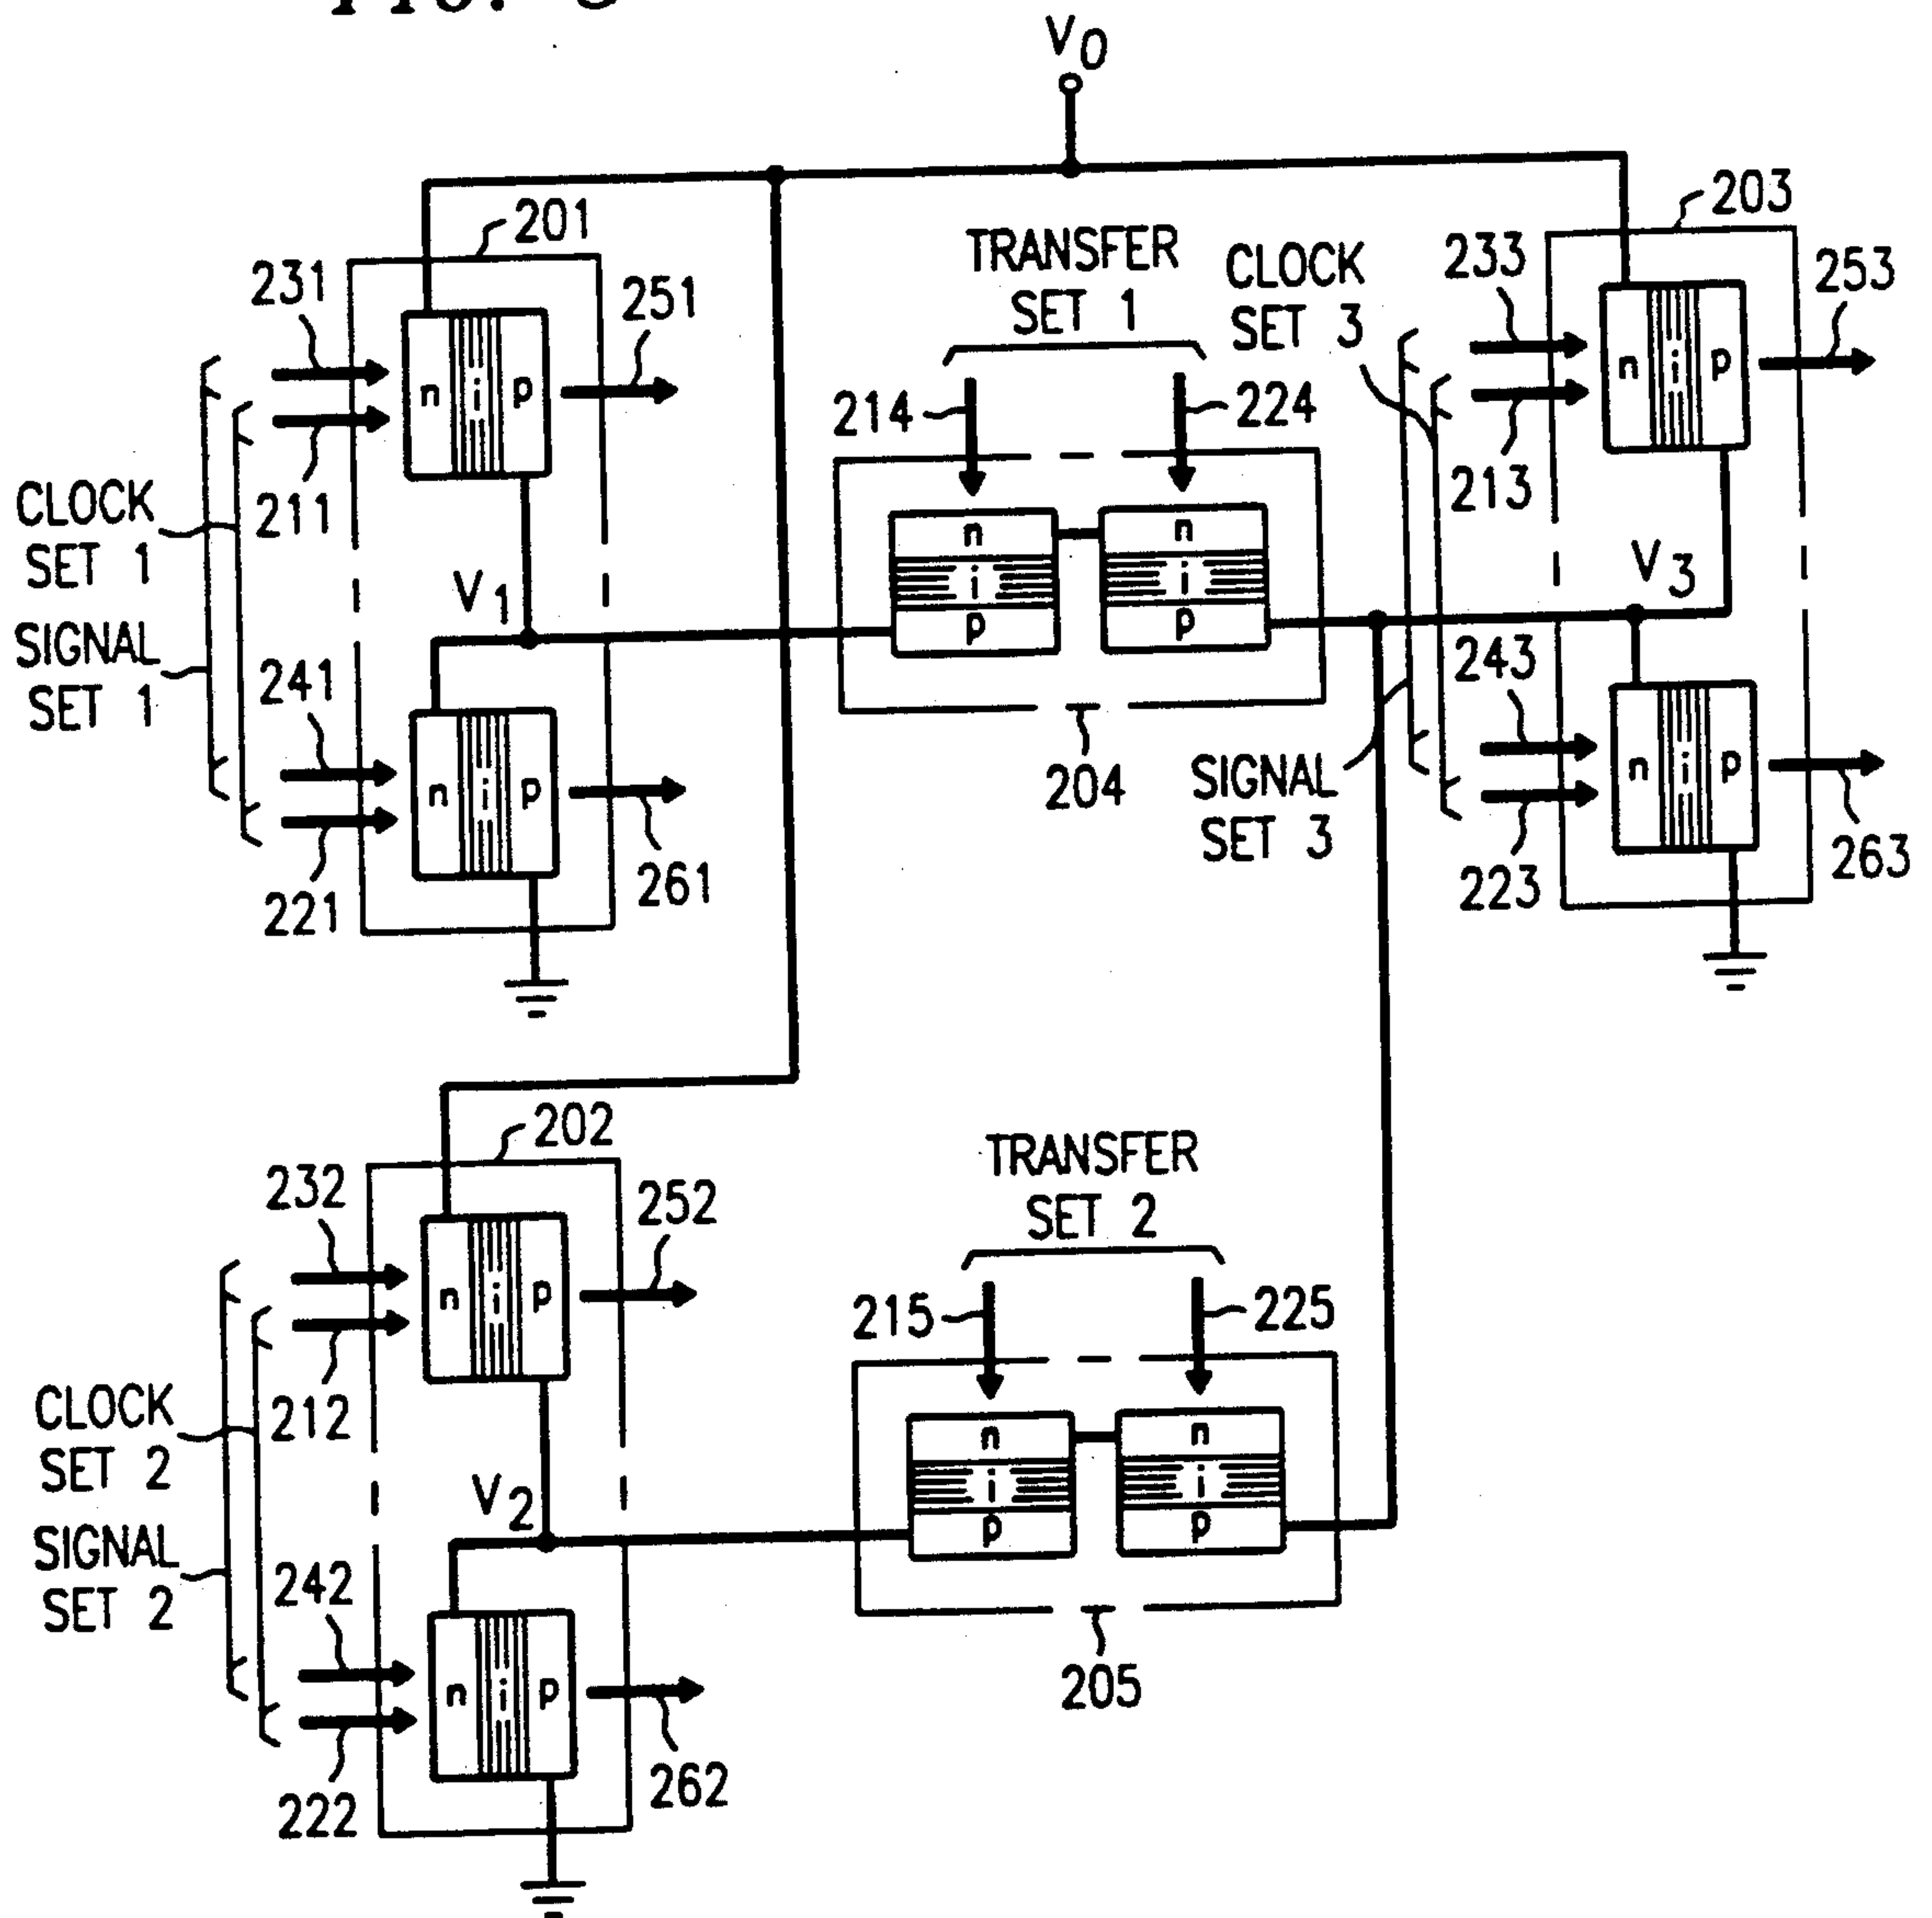 V0
201
203
TRANSFER
SET 1
CLOCK
SET 3
231
251
233
253
n i p
n i p
214
224
211
213
CLOCK
SET 1
n
n
i
i
p
p
V1
V3
SIGNAL
SET 1
241
243
n i p
n i p
204
SIGNAL
SET 3
221
261
223
263
202
TRANSFER
SET 2
232
252
n i p
215
225
212
CLOCK
SET 2
n
n
i
i
p
p
V2
SIGNAL
SET 2
242
n i p
205
222
262